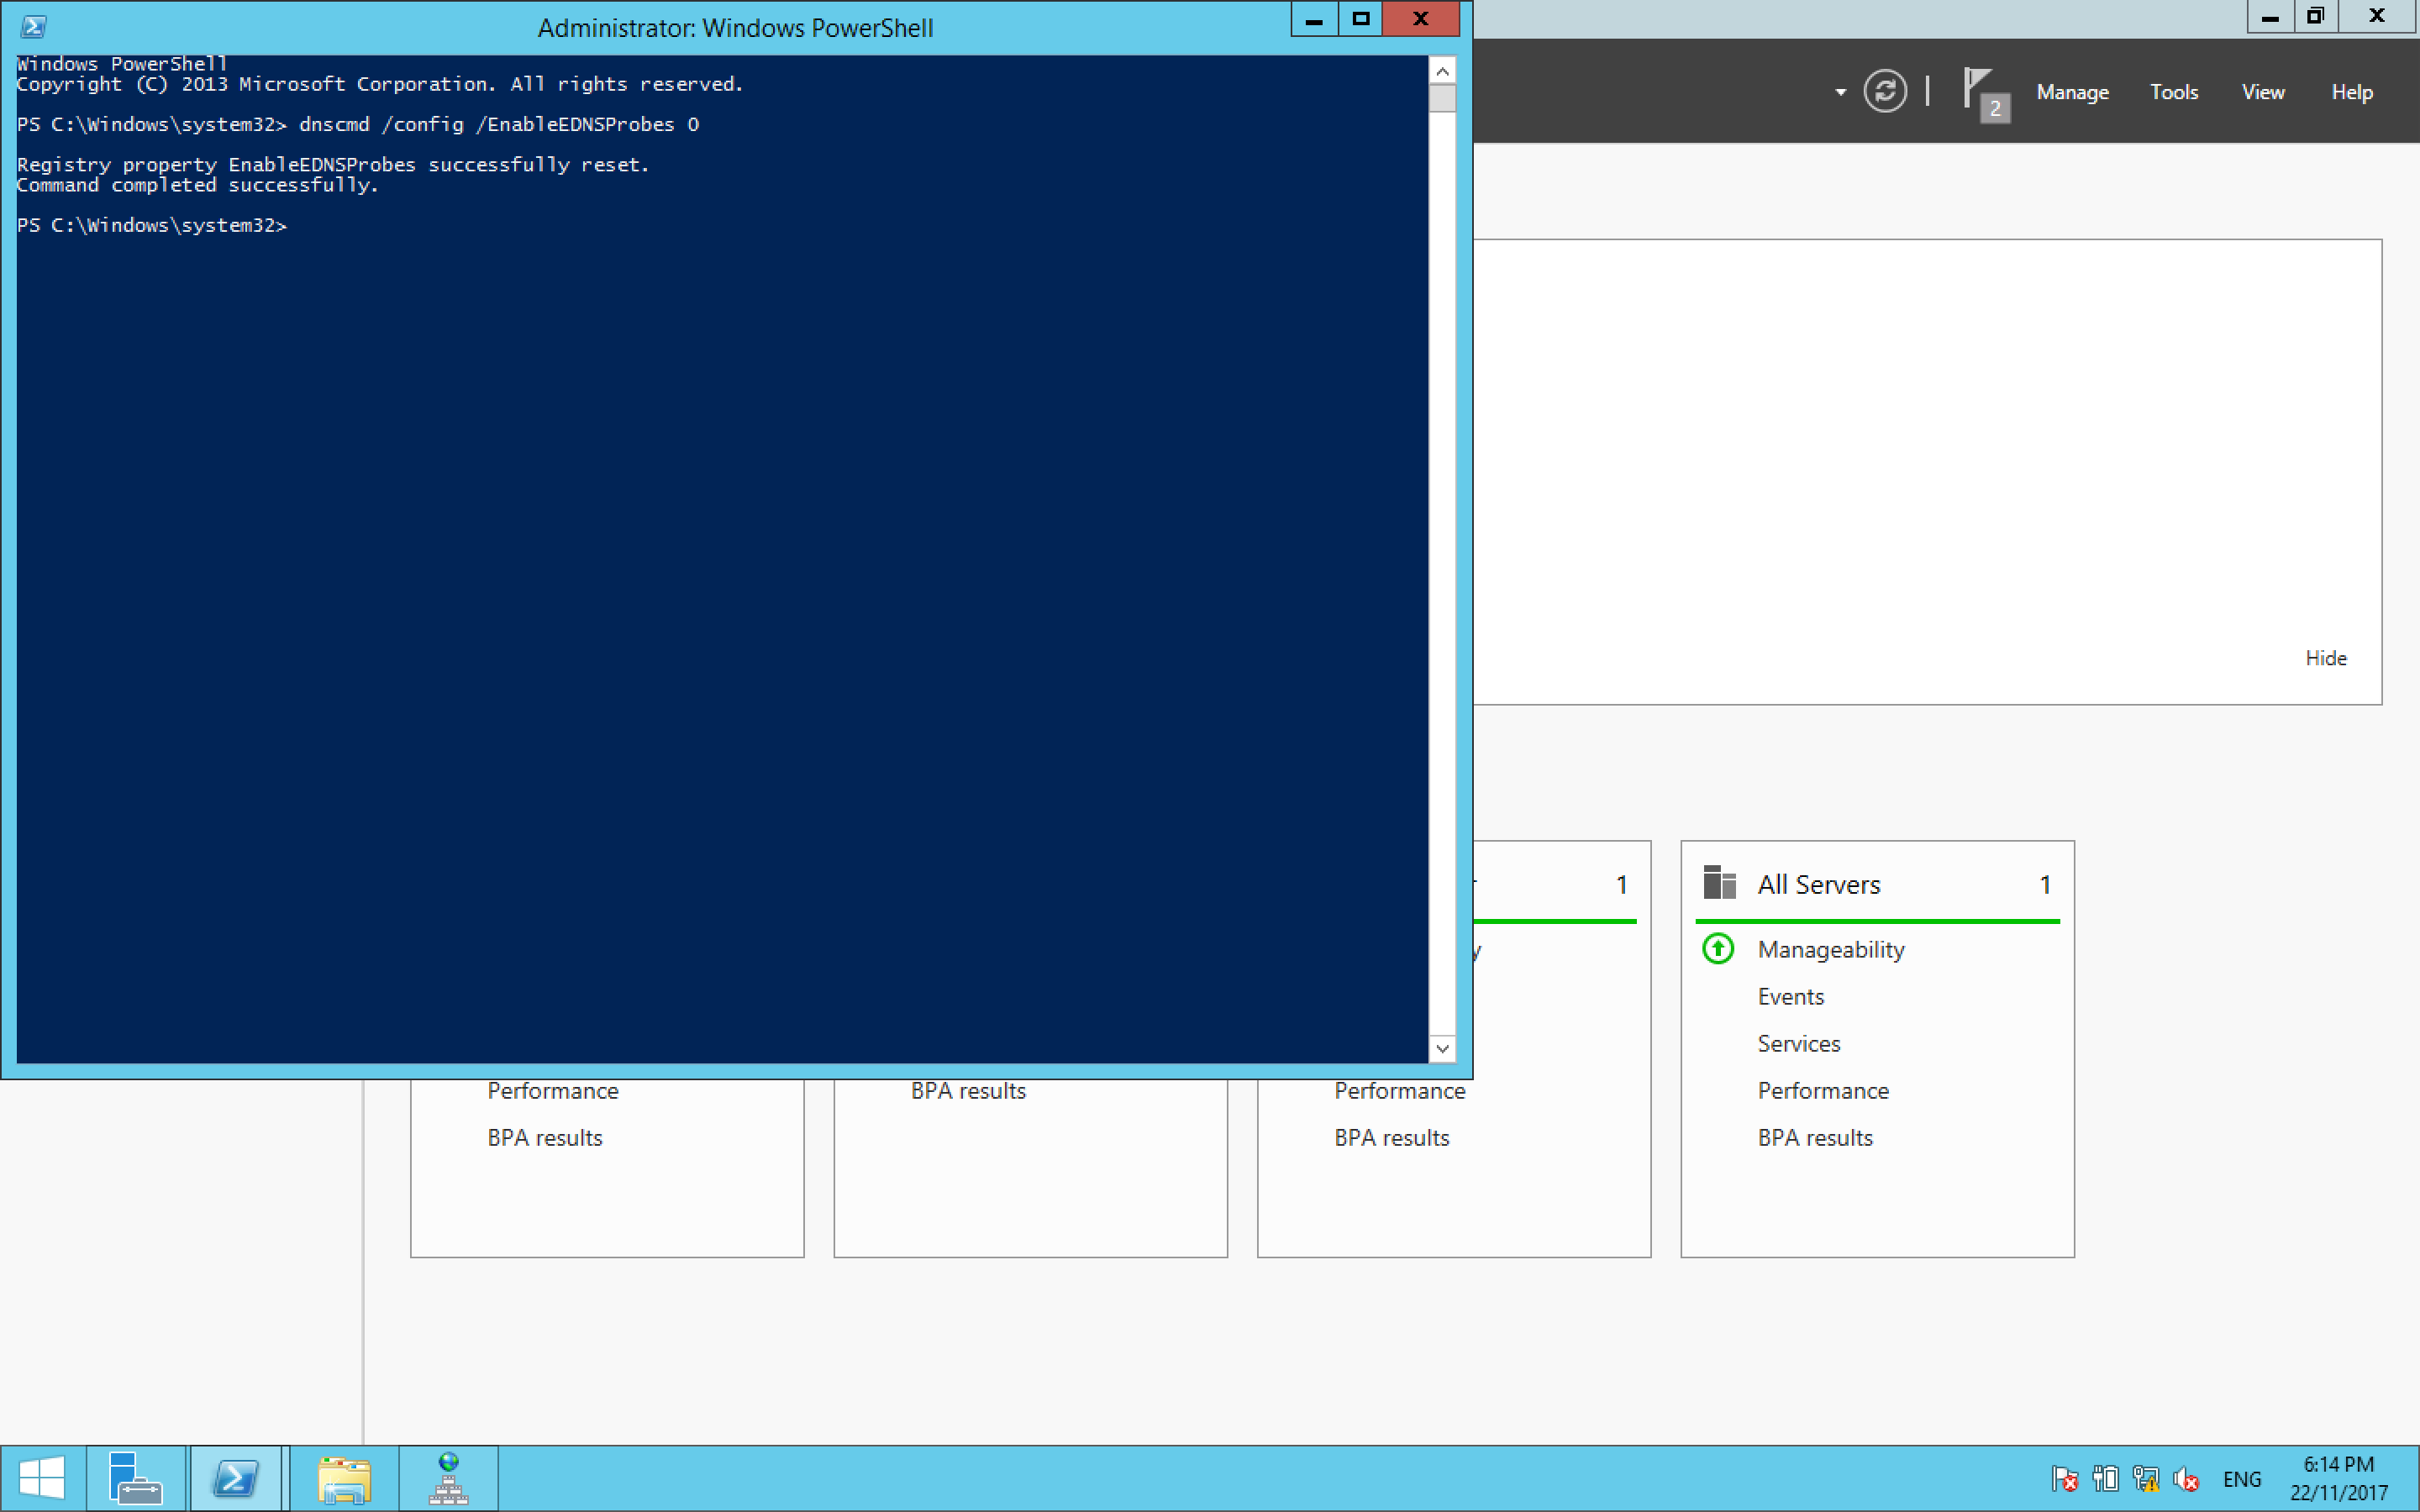 Administrator: Windows PowerShell
Windows PowerShell
Copyright (C) 2013 Microsoft Corporation. All rights reserved.
PS C:\Windows\system32> dnscmd /config /EnableEDNSProbes 0
Registry property EnableEDNSProbes successfully reset.
Command completed successfully.
PS C:\Windows\system32>
2
Manage
Tools
View
Help
Hide
1
All Servers 1
Manageability
Events
Services
Performance
BPA results
Performance
BPA results
BPA results
Performance
BPA results
ENG
6:14 PM
22/11/2017